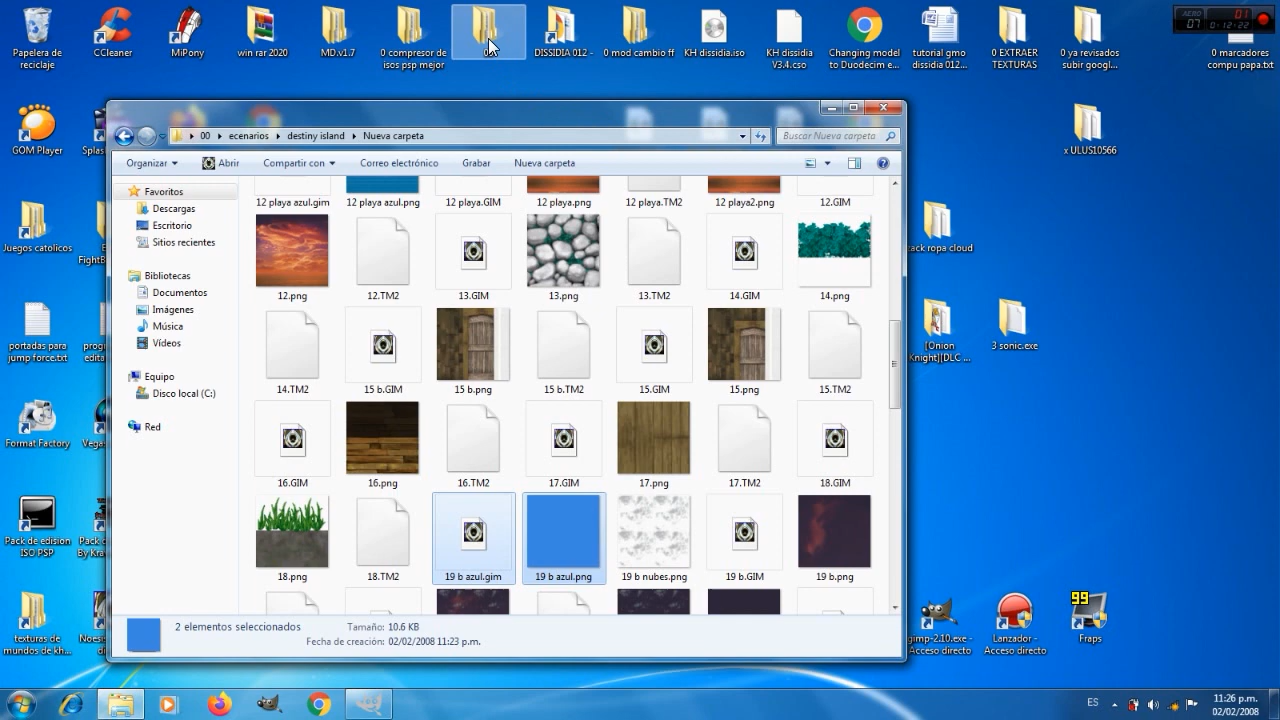 Papelera de
reciclaje
CCleaner
MiPony
win rar 2020
MD.v1.7
0 compresor de
isos.psp mejor
DISSIDIA 012 -
0 mod cambio ff
KH dissidia.iso
KH dissidia
V3.4.cso
Changing model
to Duodecim e...
tutorial gmo
dissidia 012...
0 EXTRAER
TEXTURAS
0 ya revisados
subir googl...
0 marcadores
compu papa.txt
AERO
07
01
0:12:22
GOM Player
Splas
x ULUS10566
Juegos catolicos
FightB
ack ropa cloud
portadas para
jump force.txt
prog
edita
[Onion
Knight][DLC ...
3 sonic.exe
Format Factory
Vegas
Pack de edision
ISO PSP
Pack d
By Kra
texturas de
mundos de kh...
Noesi
di
gimp-2.10.exe -
Acceso directo
Lanzador -
Acceso directo
99
Fraps
00
ecenarios
destiny island
Nueva carpeta
Buscar Nueva carpeta
Organizar
Abrir
Compartir con
Correo electrónico
Grabar
Nueva carpeta
Favoritos
Descargas
Escritorio
Sitios recientes
Bibliotecas
Documentos
Imágenes
Música
Vídeos
Equipo
Disco local (C:)
Red
12 playa azul.gim
12 playa azul.png
12 playa.GIM
12 playa.png
12 playa.TM2
12 playa2.png
12.GIM
12.png
12.TM2
13.GIM
13.png
13.TM2
14.GIM
14.png
14.TM2
15 b.GIM
15 b.png
15 b.TM2
15.GIM
15.png
15.TM2
16.GIM
16.png
16.TM2
17.GIM
17.png
17.TM2
18.GIM
18.png
18.TM2
19 b azul.gim
19 b azul.png
19 b nubes.png
19 b.GIM
19 b.png
2 elementos seleccionados
Tamaño: 10.6 KB
Fecha de creación: 02/02/2008 11:23 p.m.
ES
11:26 p.m.
02/02/2008